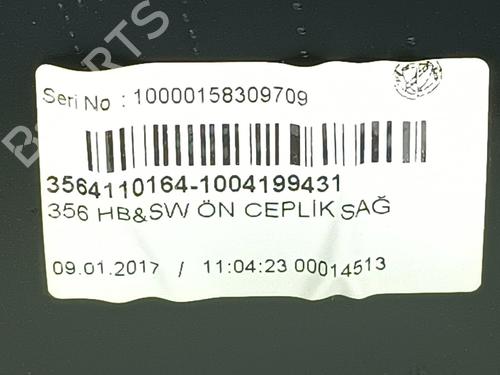 Seri No : 10000158309709
3564110164-1004199431
356 HB&SW ÖN CEPLİK SAĞ
09.01.2017 / 11:04:23 00014513